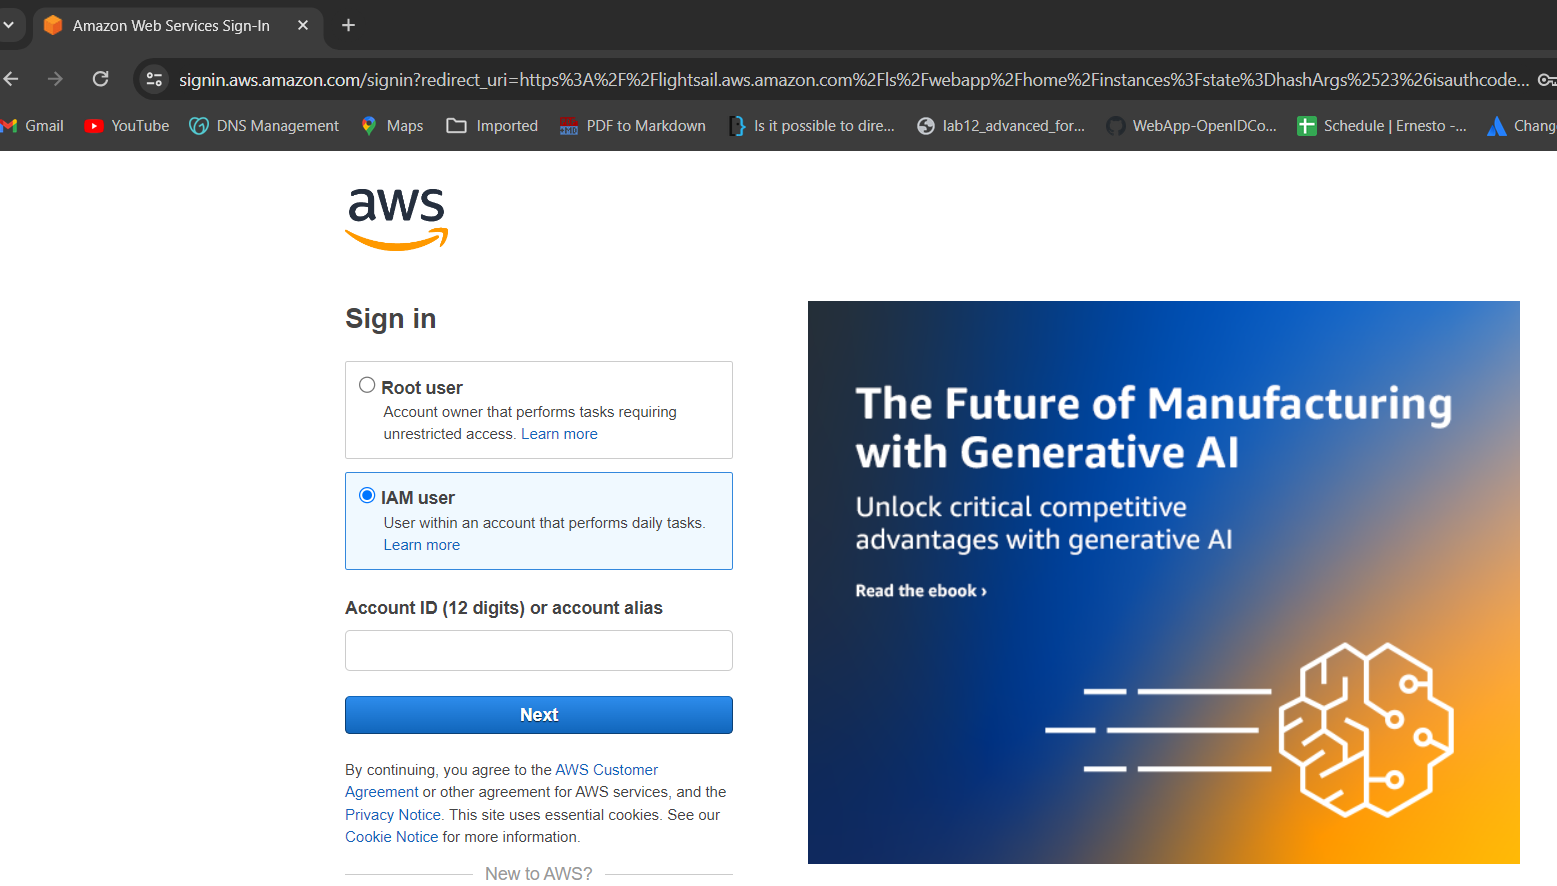 Amazon Web Services Sign-In
signin.aws.amazon.com/signin?redirect_uri=https%3A%2F%2Flightsail.aws.amazon.com%2Fls%2Fwebapp%2Fhome%2Finstances%3Fstate%3DhashArgs%2523%26isauthcode...
Gmail YouTube DNS Management Maps Imported PDF to Markdown Is it possible to dire... lab12_advanced_for... WebApp-OpenIDCo... Schedule | Ernesto -... Chang
aws
Sign in
Root user
Account owner that performs tasks requiring
unrestricted access. Learn more
IAM user
User within an account that performs daily tasks.
Learn more
Account ID (12 digits) or account alias
Next
By continuing, you agree to the AWS Customer
Agreement or other agreement for AWS services, and the
Privacy Notice. This site uses essential cookies. See our
Cookie Notice for more information.
New to AWS?
The Future of Manufacturing
with Generative AI
Unlock critical competitive
advantages with generative AI
Read the ebook ›